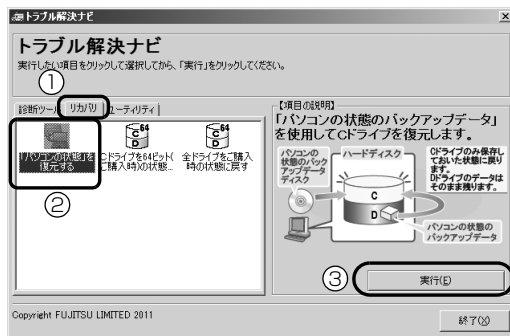 トラブル解決ナビ
トラブル解決ナビ
実行したい項目をクリックして選択してから、「実行」をクリックしてください。
①
診断ツール
リカバリ
ユーティリティ
「パソコンの状態」を
復元する
Cドライブを64ビット(
ご購入時)の状態...
全ドライブをご購入
時の状態に戻す
②
【項目の説明】
「パソコンの状態のバックアップデータ」
を使用してCドライブを復元します。
パソコンの
状態のバック
アップデータ
ディスク
ハードディスク
Cドライブのみ保存し
ておいた状態に戻り
ます。
Dドライブのデータは
そのまま残ります。
C
D
パソコンの状態の
バックアップデータ
③
実行(E)
Copyright FUJITSU LIMITED 2011
終了(X)